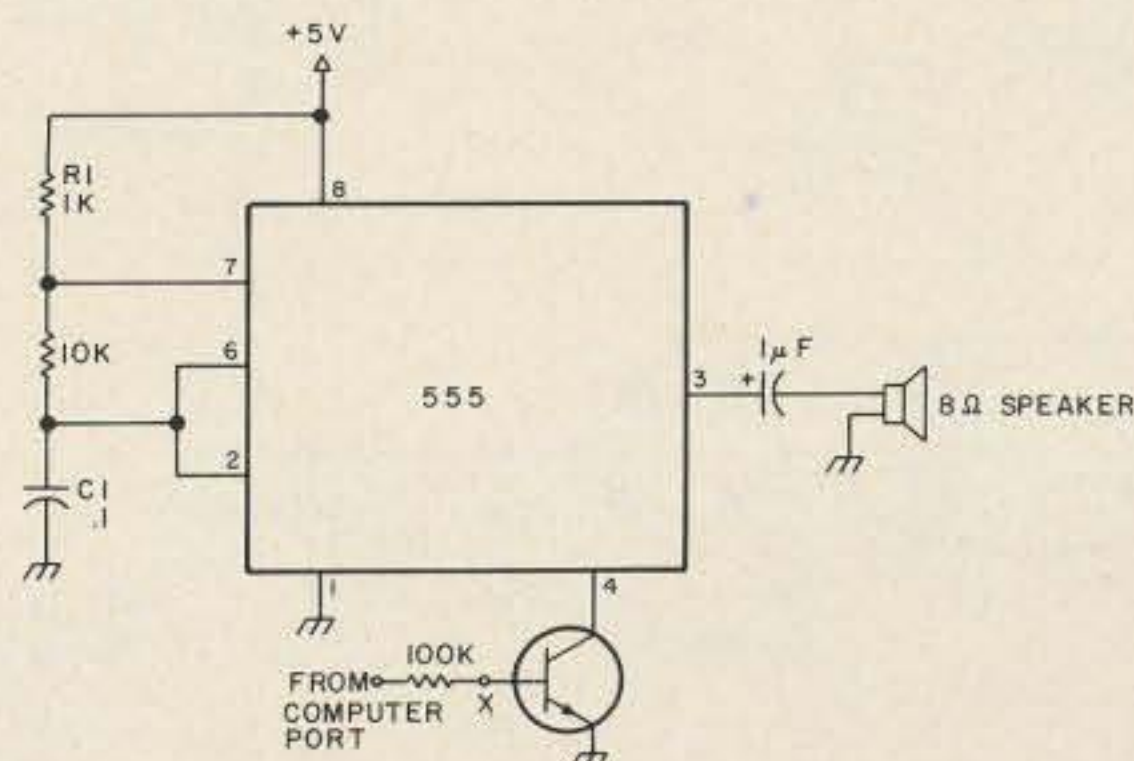 +5V
R1
1K
8
7
10K
6
555
3
+
1µF
8Ω SPEAKER
2
C1
.1
1
4
100K
FROM
COMPUTER
PORT
X